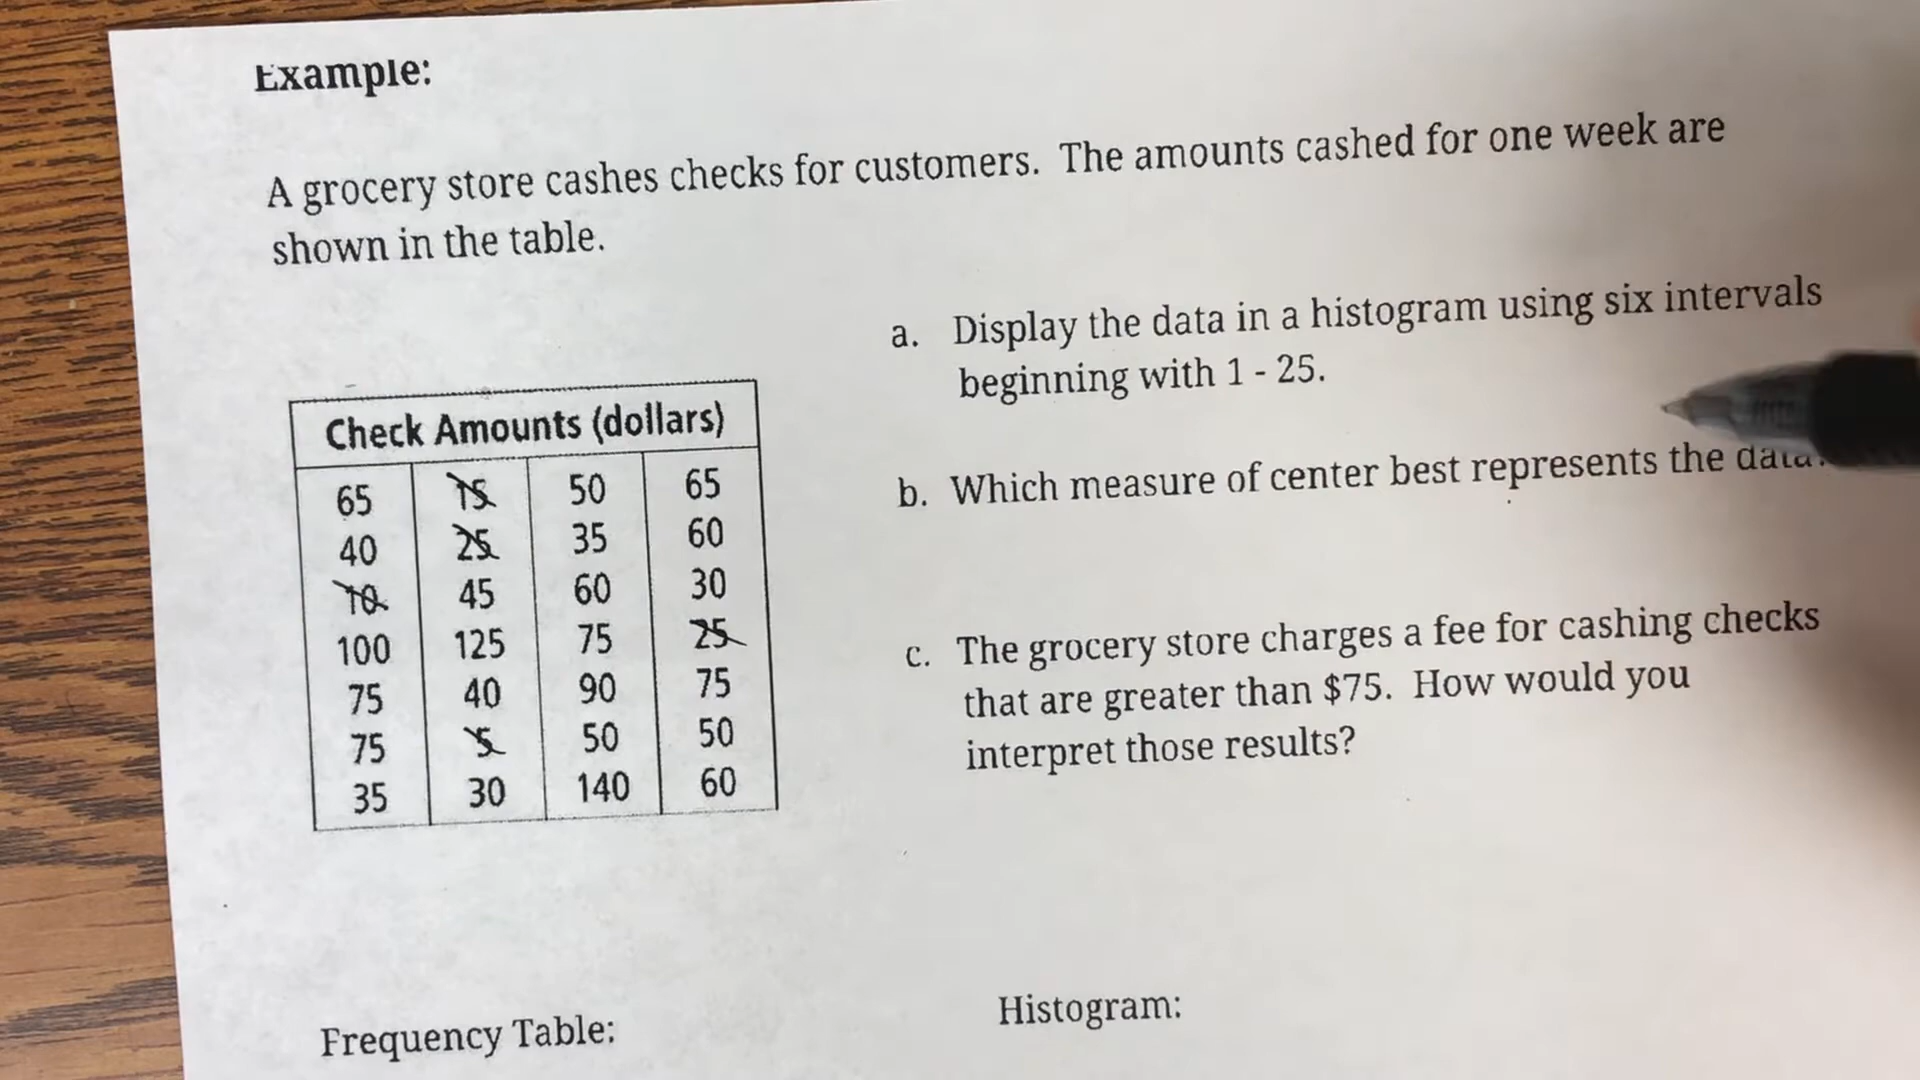 Example:
A grocery store cashes checks for customers. The amounts cashed for one week are
shown in the table.
a. Display the data in a histogram using six intervals
beginning with 1 - 25.
b. Which measure of center best represents the data?
c. The grocery store charges a fee for cashing checks
that are greater than $75. How would you
interpret those results?
Check Amounts (dollars)
65 15 50 65
40 25 35 60
10 45 60 30
100 125 75 25
75 40 90 75
75 5 50 50
35 30 140 60
Frequency Table:
Histogram: